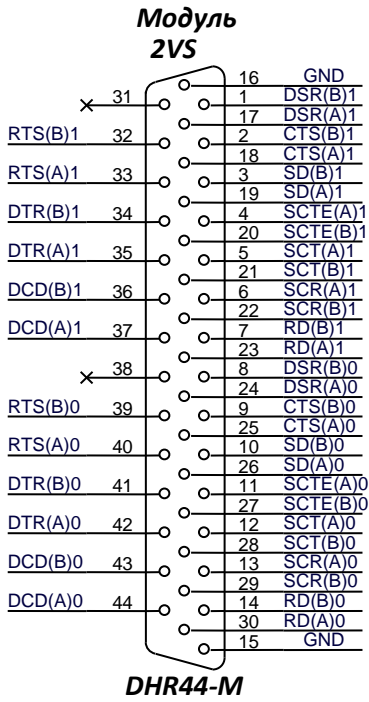 Модуль
2VS
16 GND
31 1 DSR(B)1
17 DSR(A)1
RTS(B)1 32 2 CTS(B)1
18 CTS(A)1
RTS(A)1 33 3 SD(B)1
19 SD(A)1
DTR(B)1 34 4 SCTE(A)1
20 SCTE(B)1
DTR(A)1 35 5 SCT(A)1
21 SCT(B)1
DCD(B)1 36 6 SCR(A)1
22 SCR(B)1
DCD(A)1 37 7 RD(B)1
23 RD(A)1
38 8 DSR(B)0
24 DSR(A)0
RTS(B)0 39 9 CTS(B)0
25 CTS(A)0
RTS(A)0 40 10 SD(B)0
26 SD(A)0
DTR(B)0 41 11 SCTE(A)0
27 SCTE(B)0
DTR(A)0 42 12 SCT(A)0
28 SCT(B)0
DCD(B)0 43 13 SCR(A)0
29 SCR(B)0
DCD(A)0 44 14 RD(B)0
30 RD(A)0
15 GND
DHR44-M